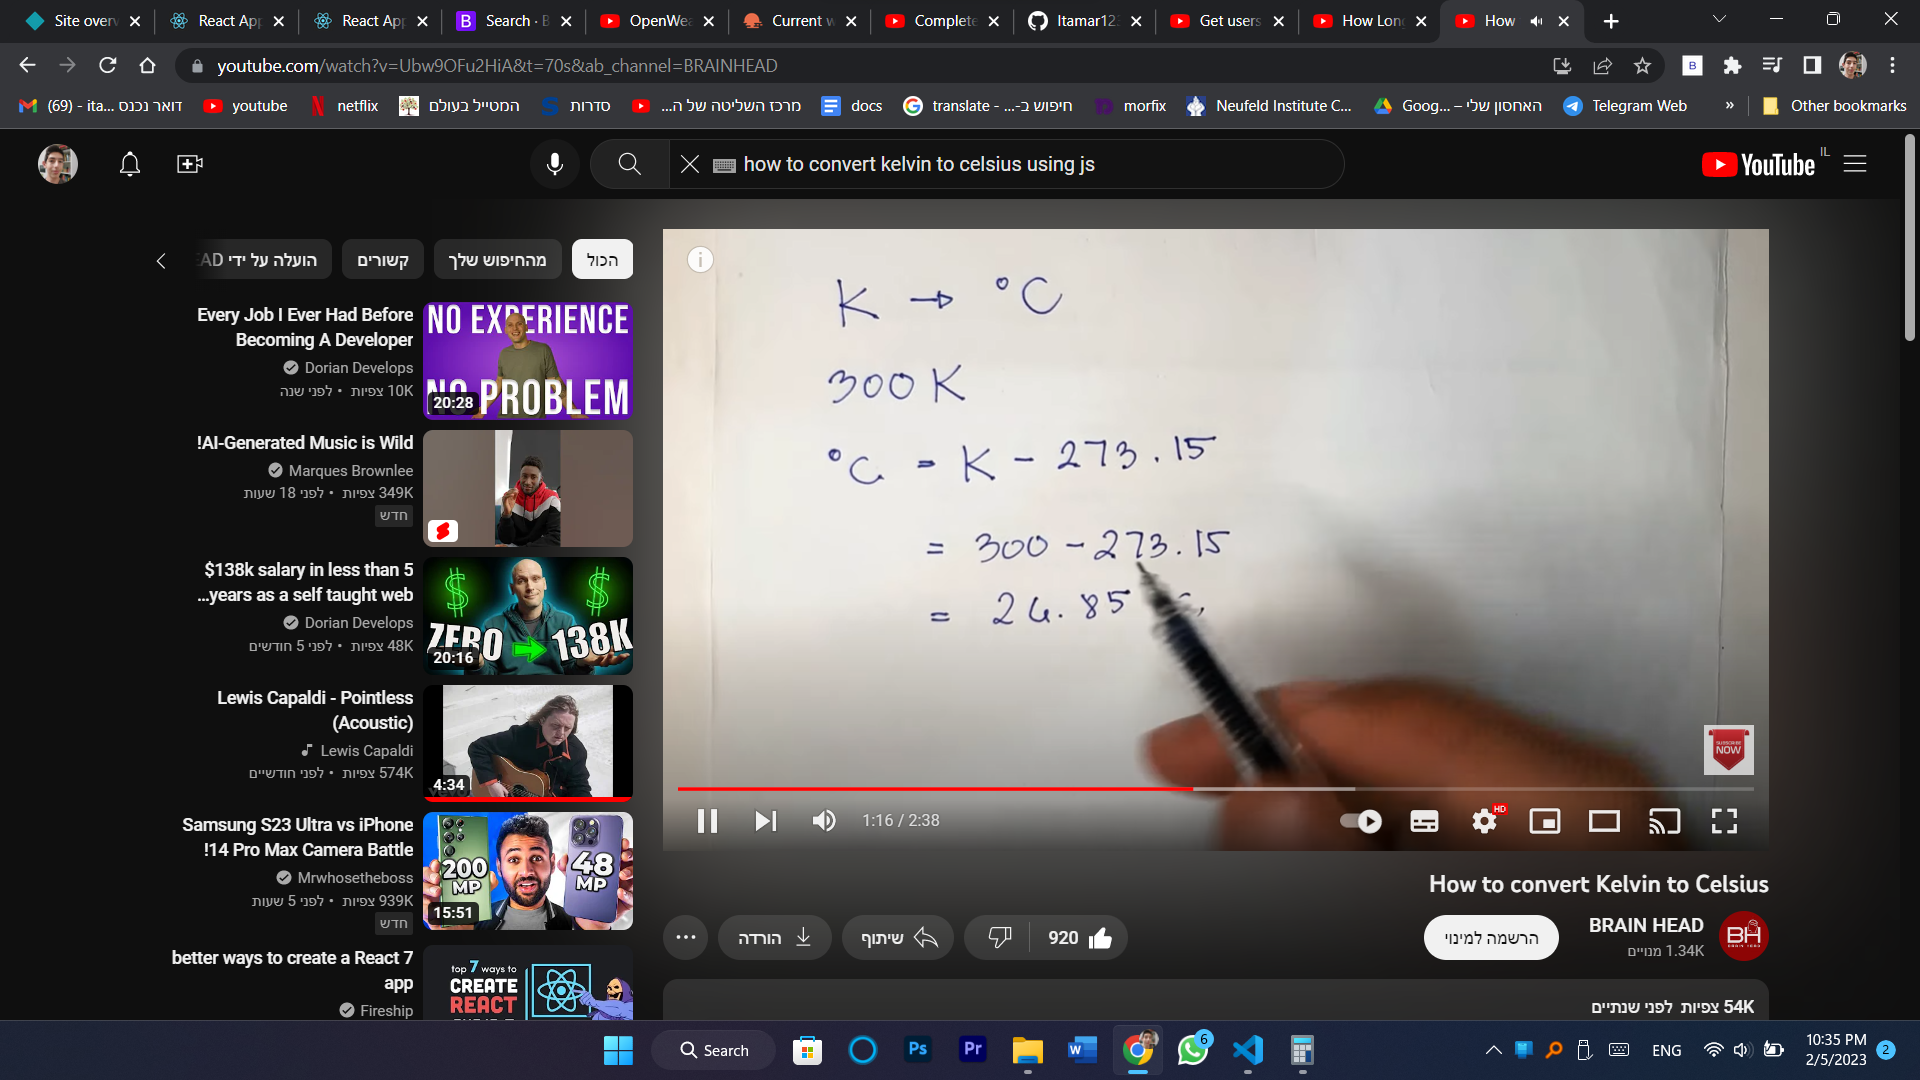 Site overv
React App
React App
Search · B
OpenWea
Current w
Complete
Itamar123
Get users
How Long
How
youtube.com/watch?v=Ubw9OFu2HiA&t=70s&ab_channel=BRAINHEAD
דואר נכנס (69) - ita...
youtube
netflix
המטייל בעולם
סדרות
מרכז השליטה של ה...
docs
translate - חיפוש ב-...
morfix
Neufeld Institute C...
האחסון שלי – Goog...
Telegram Web
»
Other bookmarks
how to convert kelvin to celsius using js
YouTube IL
הכול
מהחיפוש שלך
קשורים
הועלה על ידי EAD
K → °C
300 K
°C = K - 273.15
= 300 - 273.15
= 26.85
SUBSCRIBE
NOW
1:16 / 2:38
HD
How to convert Kelvin to Celsius
BRAIN HEAD
1.34K מנויים
BH
הרשמה למינוי
920
שיתוף
הורדה
54K צפיות לפני שנתיים
NO EXPERIENCE
NO PROBLEM
20:28
Every Job I Ever Had Before
Becoming A Developer
Dorian Develops
10K צפיות • לפני שנה
AI-Generated Music is Wild!
Marques Brownlee
349K צפיות • לפני 18 שעות
חדש
$ $
ZERO 138K
20:16
$138k salary in less than 5
years as a self taught web...
Dorian Develops
48K צפיות • לפני 5 חודשים
4:34
Lewis Capaldi - Pointless
(Acoustic)
Lewis Capaldi
574K צפיות • לפני חודשיים
200
MP
48
MP
15:51
Samsung S23 Ultra vs iPhone
14 Pro Max Camera Battle!
Mrwhosetheboss
939K צפיות • לפני 5 שעות
חדש
top 7 ways to
CREATE
REACT
better ways to create a React 7
app
Fireship
Search
Ps
Pr
W
6
ENG
10:35 PM
2/5/2023
2